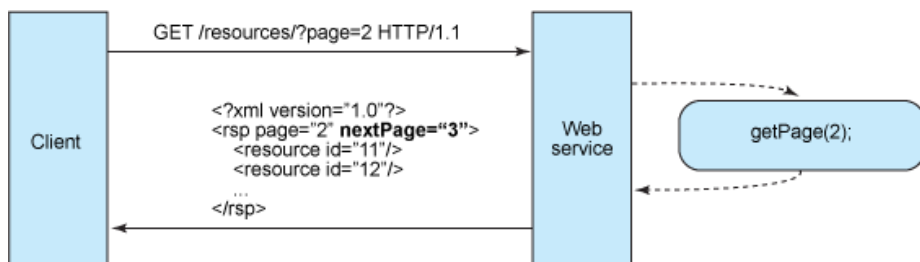 GET /resources/?page=2 HTTP/1.1
Client
<?xml version="1.0"?>
<rsp page="2" nextPage=“3”>
<resource id="11"/>
<resource id="12"/>
...
</rsp>
Web
service
getPage(2);